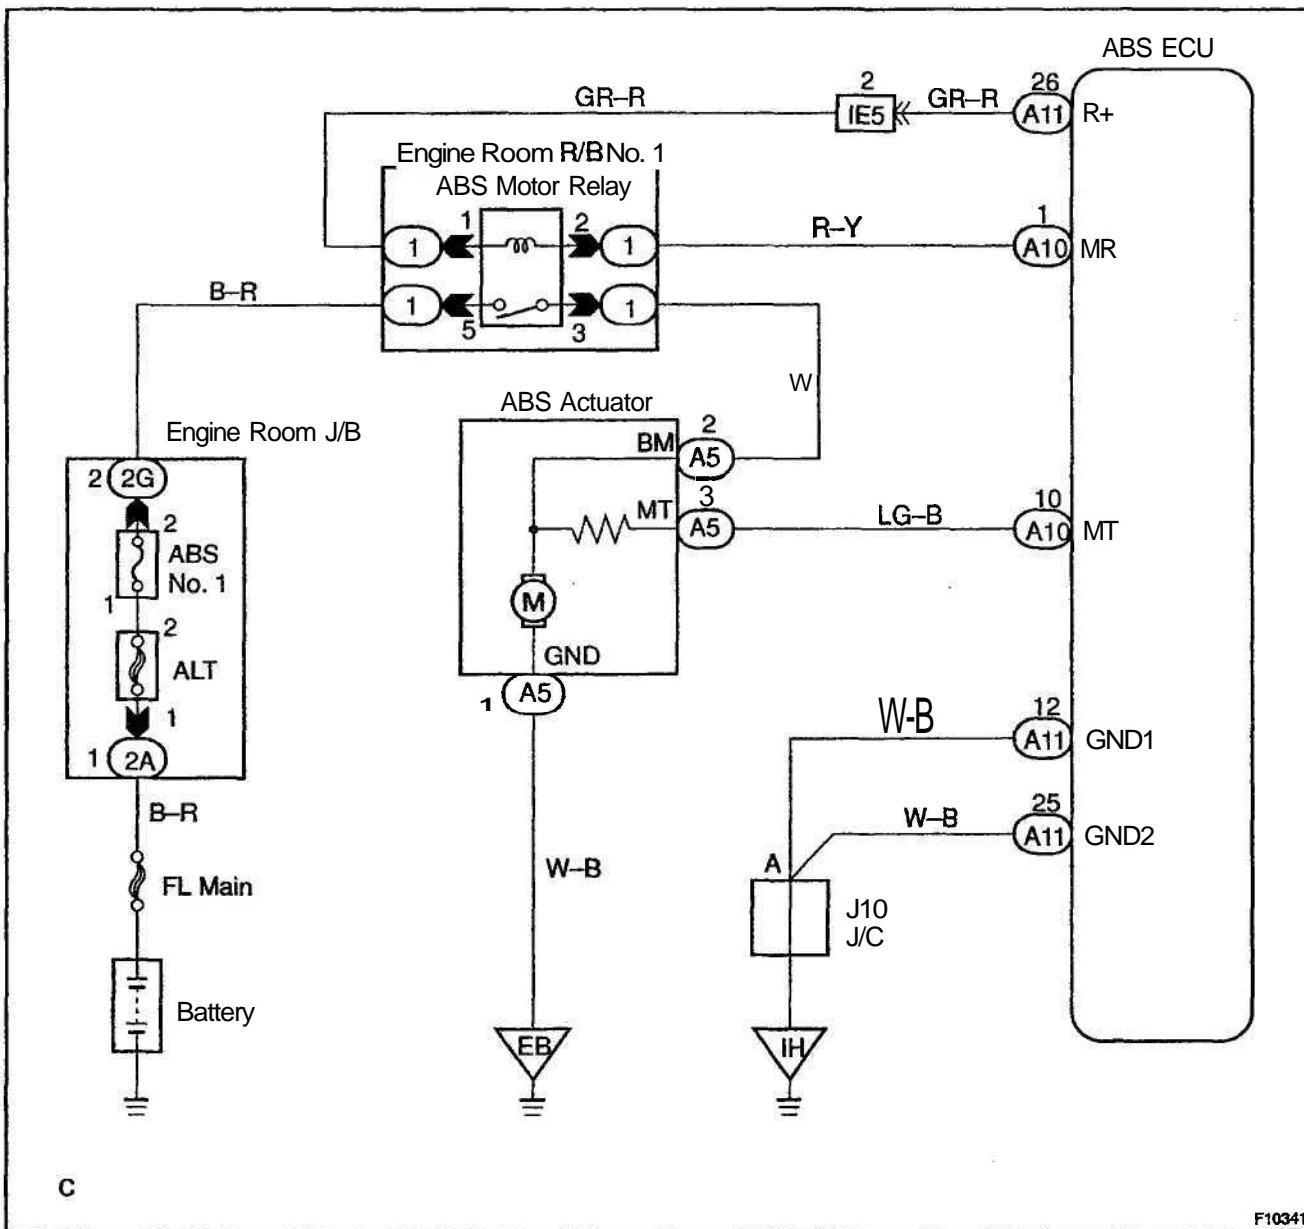 ABS ECU
GR–R
2
IE5
GR–R
26
A11
R+
Engine Room R/B No. 1
ABS Motor Relay
1
1
2
1
R–Y
1
A10
MR
B–R
1
5
3
1
W
ABS Actuator
Engine Room J/B
BM
2
A5
2
2G
2
ABS
No. 1
1
MT
3
A5
LG–B
10
A10
MT
M
2
ALT
1
GND
1
A5
1
2A
W-B
12
A11
GND1
B–R
W–B
25
A11
GND2
FL Main
W–B
A
J10
J/C
Battery
EB
IH
C
F10341